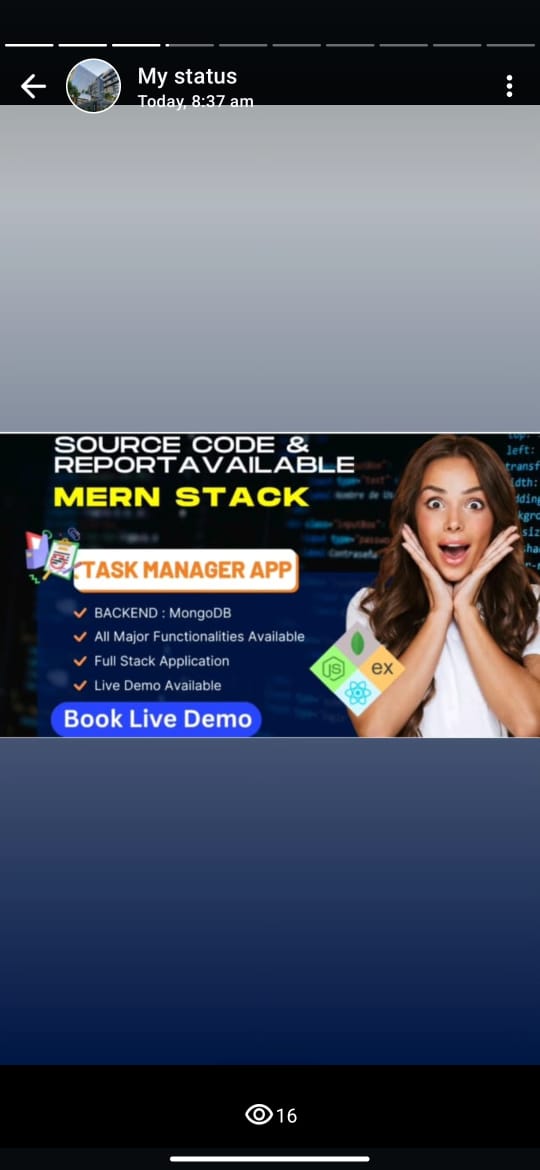 My status
Today, 8:37 am
SOURCE CODE &
REPORTAVAILABLE
MERN STACK
TASK MANAGER APP
BACKEND : MongoDB
All Major Functionalities Available
Full Stack Application
Live Demo Available
Book Live Demo
JS
ex
left:
16